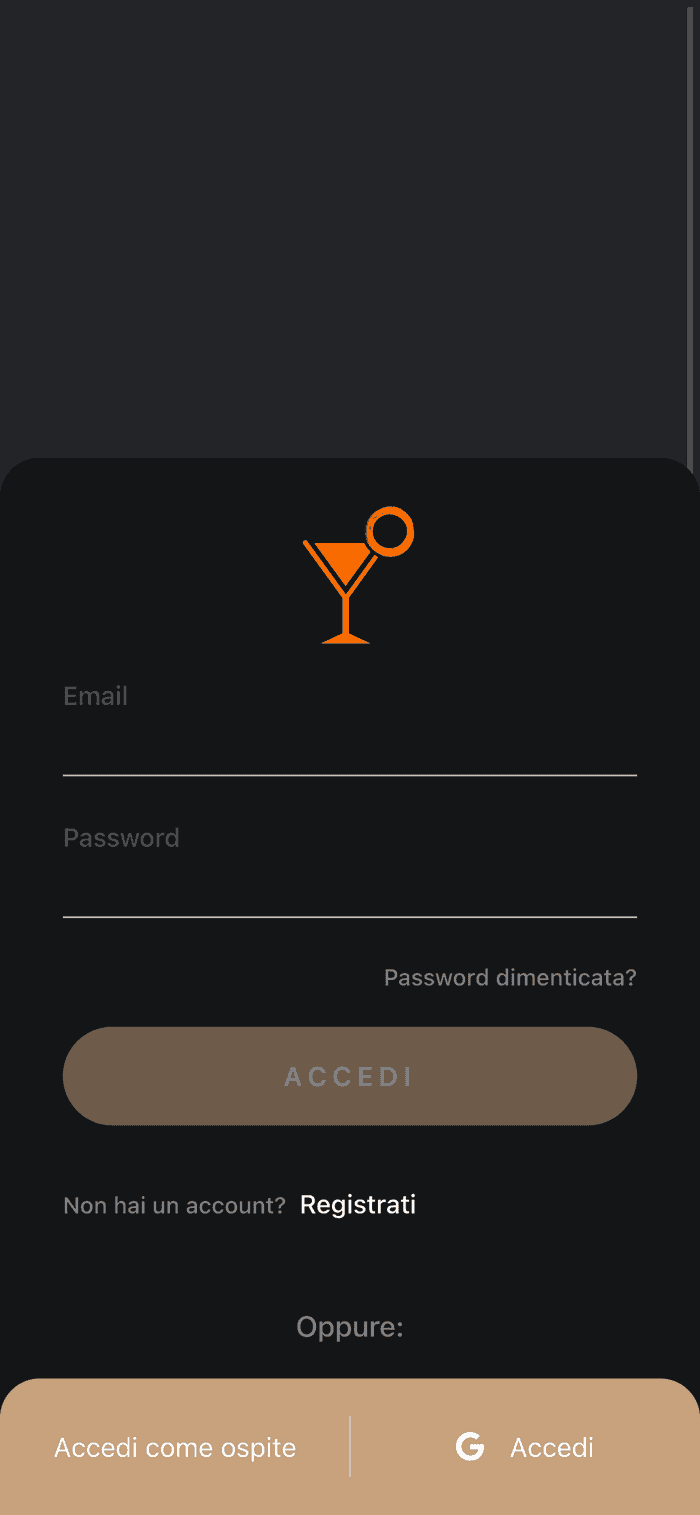 Email
Password
Password dimenticata?
ACCEDI
Non hai un account? Registrati
Oppure:
Accedi come ospite
G Accedi